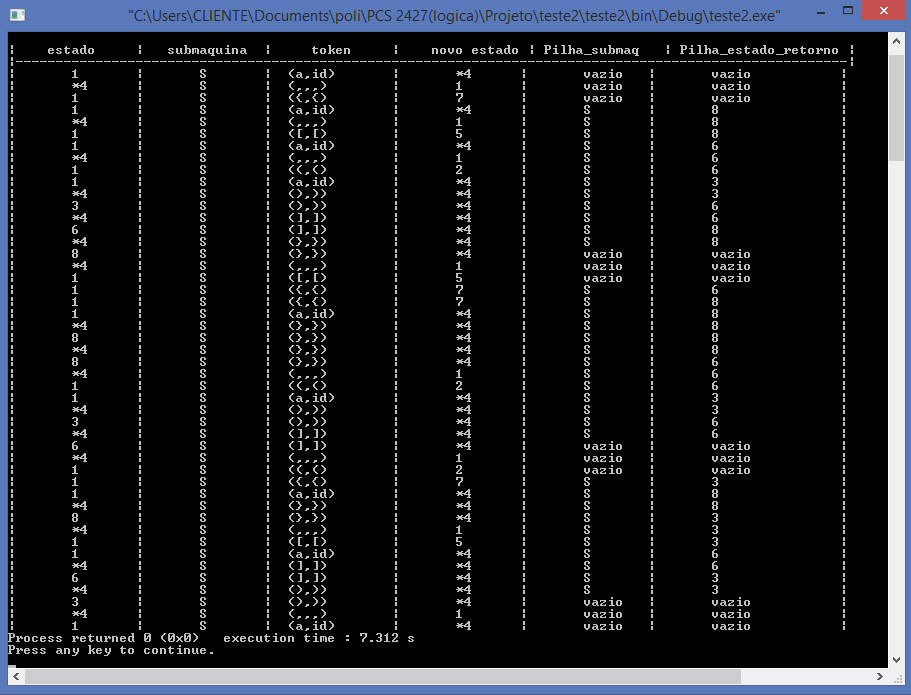 "C:\Users\CLIENTE\Documents\poli\PCS 2427(logica)\Projeto\teste2\teste2\bin\Debug\teste2.exe"
¦ estado ¦ submaquina ¦ token ¦ novo estado ¦ Pilha_submaq ¦ Pilha_estado_retorno ¦
¦ 1 ¦ S ¦ (a,id) ¦ *4 ¦ vazio ¦ vazio ¦
¦ *4 ¦ S ¦ (,,,) ¦ 1 ¦ vazio ¦ vazio ¦
¦ 1 ¦ S ¦ ({,{) ¦ 7 ¦ vazio ¦ vazio ¦
¦ 1 ¦ S ¦ (a,id) ¦ *4 ¦ S ¦ 8 ¦
¦ *4 ¦ S ¦ (,,,) ¦ 1 ¦ S ¦ 8 ¦
¦ 1 ¦ S ¦ ([,[) ¦ 5 ¦ S ¦ 8 ¦
¦ 1 ¦ S ¦ (a,id) ¦ *4 ¦ S ¦ 6 ¦
¦ *4 ¦ S ¦ (,,,) ¦ 1 ¦ S ¦ 6 ¦
¦ 1 ¦ S ¦ ((,() ¦ 2 ¦ S ¦ 6 ¦
¦ 1 ¦ S ¦ (a,id) ¦ *4 ¦ S ¦ 3 ¦
¦ *4 ¦ S ¦ (),)) ¦ *4 ¦ S ¦ 3 ¦
¦ 3 ¦ S ¦ (),)) ¦ *4 ¦ S ¦ 6 ¦
¦ *4 ¦ S ¦ (],]) ¦ *4 ¦ S ¦ 6 ¦
¦ 6 ¦ S ¦ (],]) ¦ *4 ¦ S ¦ 8 ¦
¦ *4 ¦ S ¦ (},}) ¦ *4 ¦ S ¦ 8 ¦
¦ 8 ¦ S ¦ (},}) ¦ *4 ¦ vazio ¦ vazio ¦
¦ *4 ¦ S ¦ (,,,) ¦ 1 ¦ vazio ¦ vazio ¦
¦ 1 ¦ S ¦ ([,[) ¦ 5 ¦ vazio ¦ vazio ¦
¦ 1 ¦ S ¦ ({,{) ¦ 7 ¦ S ¦ 6 ¦
¦ 1 ¦ S ¦ ({,{) ¦ 7 ¦ S ¦ 8 ¦
¦ 1 ¦ S ¦ (a,id) ¦ *4 ¦ S ¦ 8 ¦
¦ *4 ¦ S ¦ (},}) ¦ *4 ¦ S ¦ 8 ¦
¦ 8 ¦ S ¦ (},}) ¦ *4 ¦ S ¦ 8 ¦
¦ *4 ¦ S ¦ (},}) ¦ *4 ¦ S ¦ 8 ¦
¦ 8 ¦ S ¦ (},}) ¦ *4 ¦ S ¦ 6 ¦
¦ *4 ¦ S ¦ (,,,) ¦ 1 ¦ S ¦ 6 ¦
¦ 1 ¦ S ¦ ((,() ¦ 2 ¦ S ¦ 6 ¦
¦ 1 ¦ S ¦ (a,id) ¦ *4 ¦ S ¦ 3 ¦
¦ *4 ¦ S ¦ (),)) ¦ *4 ¦ S ¦ 3 ¦
¦ 3 ¦ S ¦ (),)) ¦ *4 ¦ S ¦ 6 ¦
¦ *4 ¦ S ¦ (],]) ¦ *4 ¦ S ¦ 6 ¦
¦ 6 ¦ S ¦ (],]) ¦ *4 ¦ vazio ¦ vazio ¦
¦ *4 ¦ S ¦ (,,,) ¦ 1 ¦ vazio ¦ vazio ¦
¦ 1 ¦ S ¦ ((,() ¦ 2 ¦ vazio ¦ vazio ¦
¦ 1 ¦ S ¦ ({,{) ¦ 7 ¦ S ¦ 3 ¦
¦ 1 ¦ S ¦ (a,id) ¦ *4 ¦ S ¦ 8 ¦
¦ *4 ¦ S ¦ (},}) ¦ *4 ¦ S ¦ 8 ¦
¦ 8 ¦ S ¦ (},}) ¦ *4 ¦ S ¦ 3 ¦
¦ *4 ¦ S ¦ (,,,) ¦ 1 ¦ S ¦ 3 ¦
¦ 1 ¦ S ¦ ([,[) ¦ 5 ¦ S ¦ 3 ¦
¦ 1 ¦ S ¦ (a,id) ¦ *4 ¦ S ¦ 6 ¦
¦ *4 ¦ S ¦ (],]) ¦ *4 ¦ S ¦ 6 ¦
¦ 6 ¦ S ¦ (],]) ¦ *4 ¦ S ¦ 3 ¦
¦ *4 ¦ S ¦ (),)) ¦ *4 ¦ S ¦ 3 ¦
¦ 3 ¦ S ¦ (),)) ¦ *4 ¦ vazio ¦ vazio ¦
¦ *4 ¦ S ¦ (,,,) ¦ 1 ¦ vazio ¦ vazio ¦
¦ 1 ¦ S ¦ (a,id) ¦ *4 ¦ vazio ¦ vazio ¦
Process returned 0 (0x0)   execution time : 7.312 s
Press any key to continue.